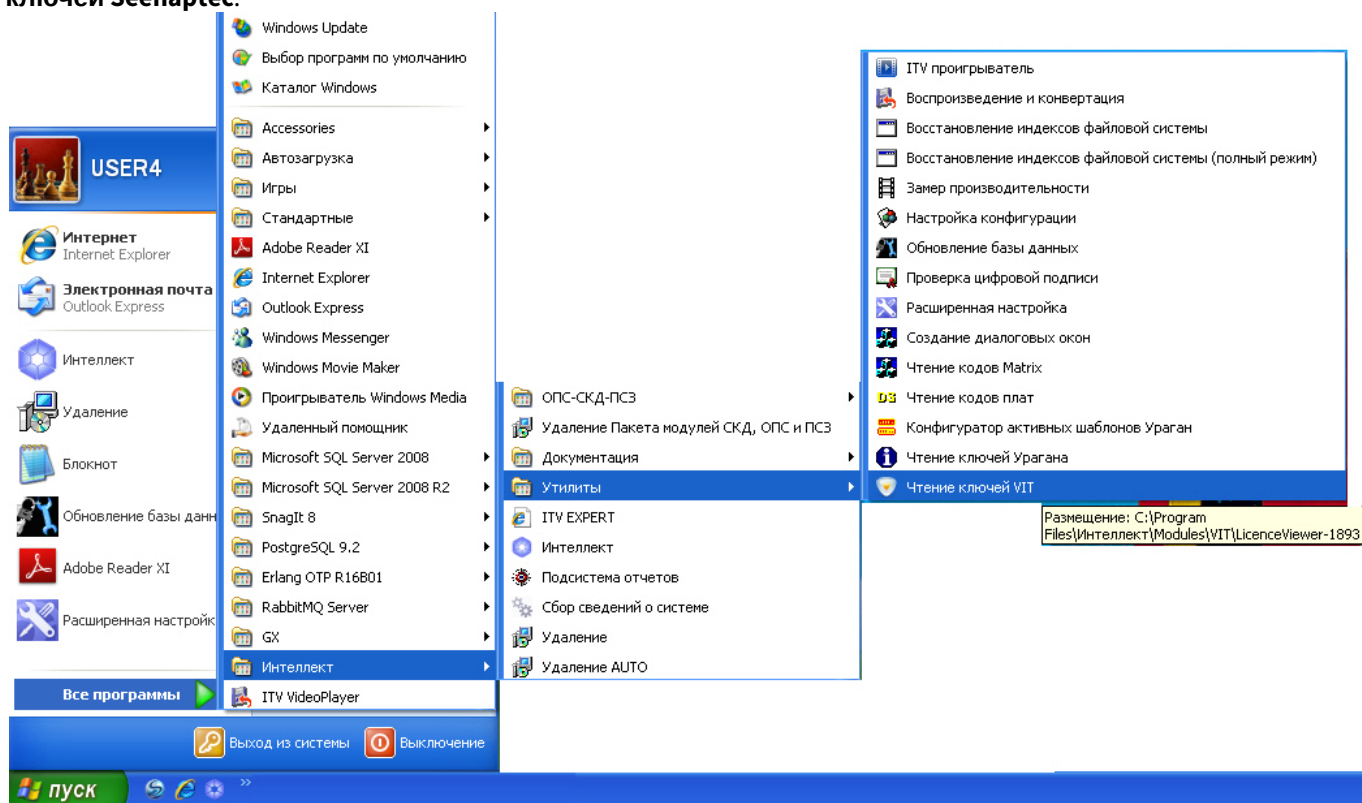 ключей Seenaptec.
USER4
Интернет
Internet Explorer
Электронная почта
Outlook Express
Интеллект
Удаление
Блокнот
Обновление базы данн
Adobe Reader XI
Расширенная настройк
Все программы
Windows Update
Выбор программ по умолчанию
Каталог Windows
Accessories
Автозагрузка
Игры
Стандартные
Adobe Reader XI
Internet Explorer
Outlook Express
Windows Messenger
Windows Movie Maker
Проигрыватель Windows Media
Удаленный помощник
Microsoft SQL Server 2008
Microsoft SQL Server 2008 R2
SnagIt 8
PostgreSQL 9.2
Erlang OTP R16B01
RabbitMQ Server
GX
Интеллект
ITV VideoPlayer
ОПС-СКД-ПСЗ
Удаление Пакета модулей СКД, ОПС и ПСЗ
Документация
Утилиты
ITV EXPERT
Интеллект
Подсистема отчетов
Сбор сведений о системе
Удаление
Удаление AUTO
ITV проигрыватель
Воспроизведение и конвертация
Восстановление индексов файловой системы
Восстановление индексов файловой системы (полный режим)
Замер производительности
Настройка конфигурации
Обновление базы данных
Проверка цифровой подписи
Расширенная настройка
Создание диалоговых окон
Чтение кодов Matrix
Чтение кодов плат
Конфигуратор активных шаблонов Ураган
Чтение ключей Урагана
Чтение ключей VIT
Размещение: C:\Program
Files\Интеллект\Modules\VIT\LicenceViewer-1893
Выход из системы
Выключение
пуск